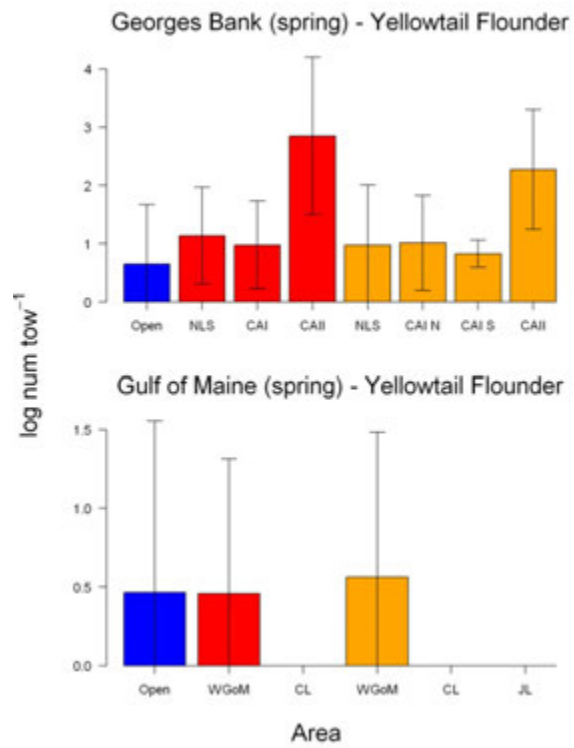 Georges Bank (spring) - Yellowtail Flounder
4
3
2
1
0
Open NLS CAI CAII NLS CAI N CAI S CAII
log num tow⁻¹
Gulf of Maine (spring) - Yellowtail Flounder
1.5
1.0
0.5
0.0
Open WGoM CL WGoM CL JL
Area